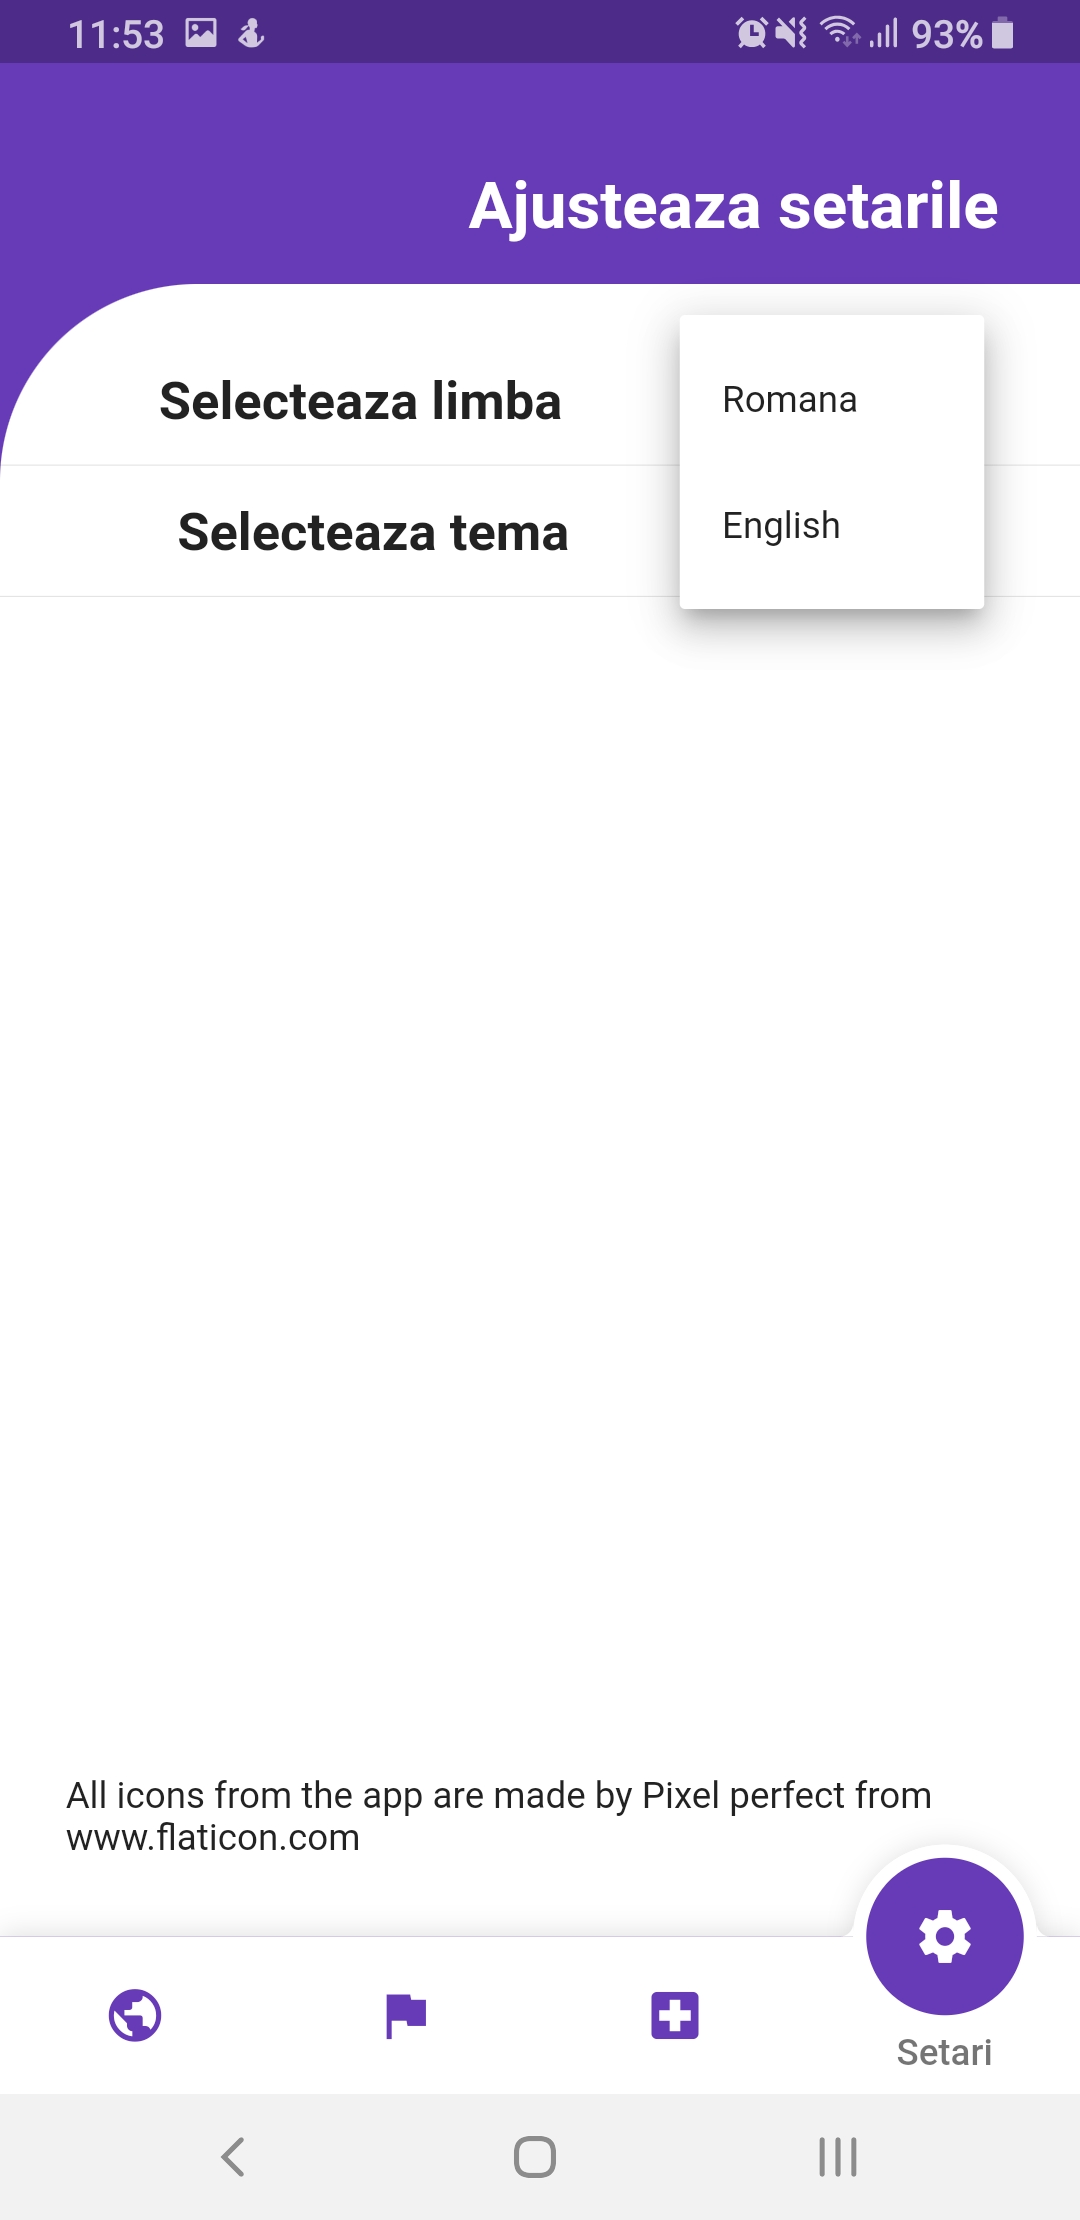 11:53
93%
Ajusteaza setarile
Selecteaza limba
Romana
Selecteaza tema
English
All icons from the app are made by Pixel perfect from
www.flaticon.com
Setari